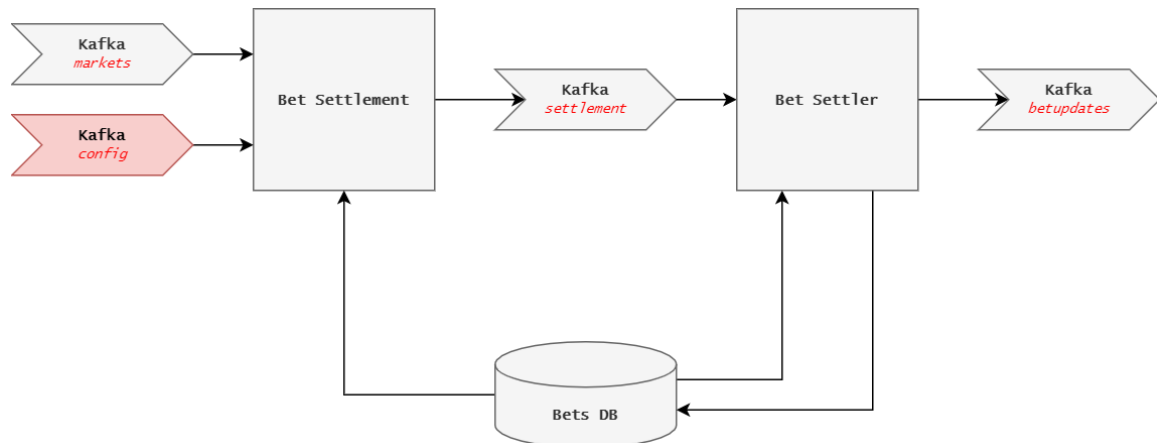 Kafka
markets
Kafka
config
Bet Settlement
Kafka
settlement
Bet Settler
Kafka
betupdates
Bets DB